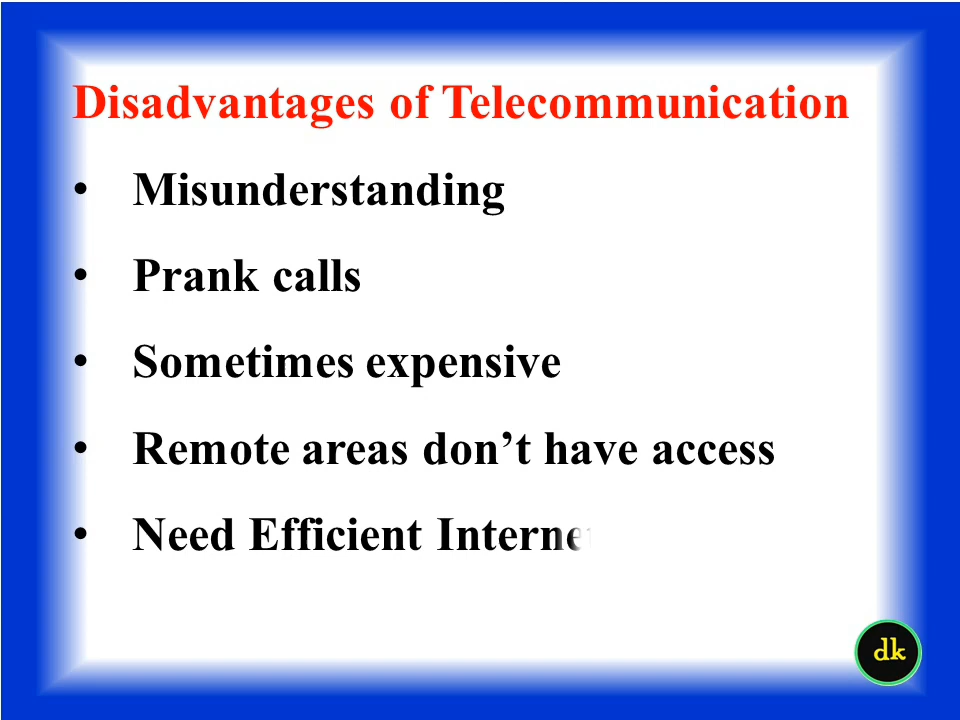 Disadvantages of Telecommunication
• Misunderstanding
• Prank calls
• Sometimes expensive
• Remote areas don’t have access
• Need Efficient Internet
dk